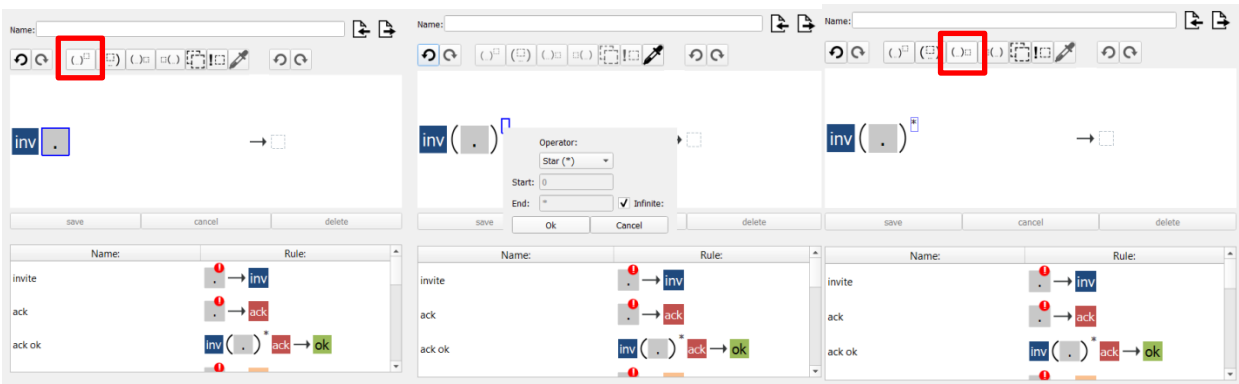 Name:
( )
( )
( )
( )
!
inv .
→
save cancel delete
Name: Rule:
invite . ! → inv
ack . ! → ack
ack ok inv ( . )* ack → ok
!
Name:
( )
( )
( )
( )
!
inv ( . )
→
Operator:
Star (*)
Start: 0
End: * ✓ Infinite:
Ok Cancel
save delete
Name: Rule:
invite . ! → inv
ack . ! → ack
ack ok inv ( . )* ack → ok
Name:
( )
( )
( )
( )
!
inv ( . )*
→
save cancel delete
Name: Rule:
invite . ! → inv
ack . ! → ack
ack ok inv ( . )* ack → ok